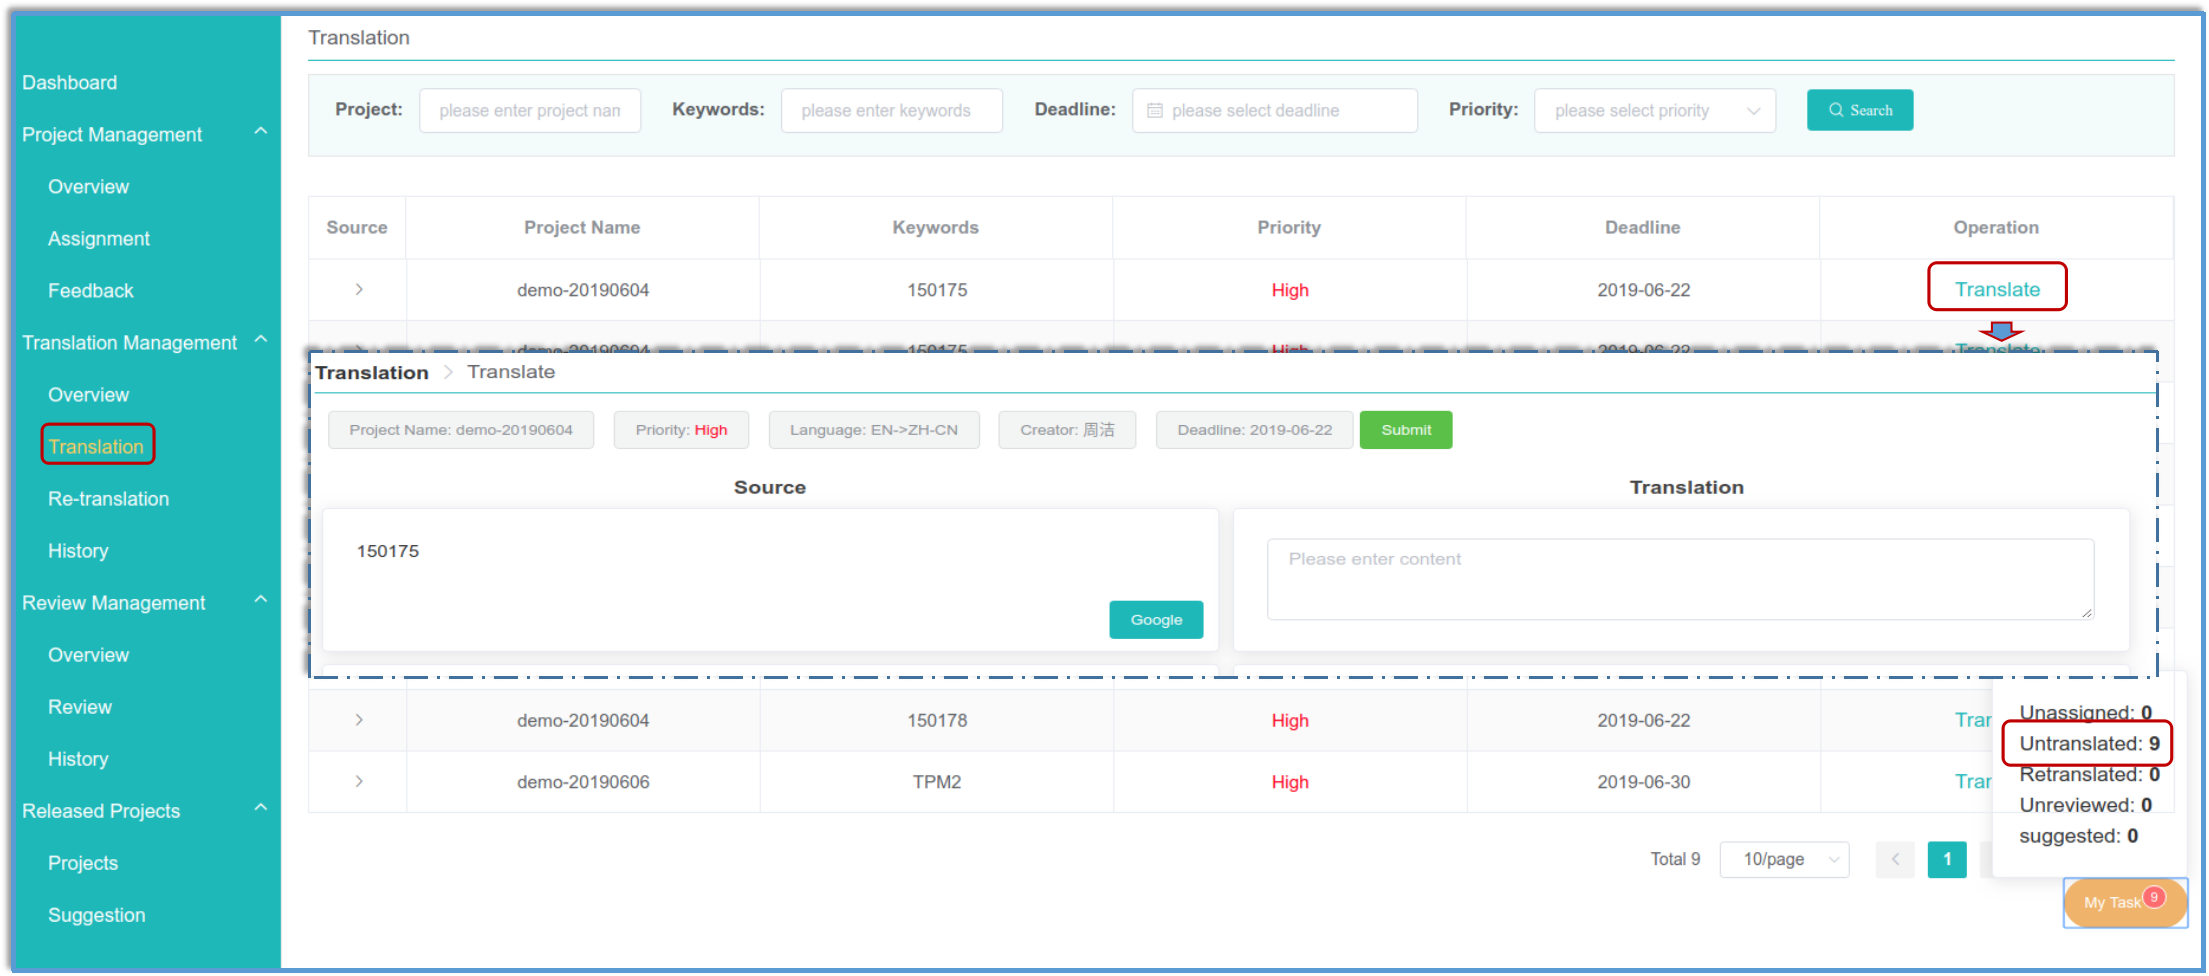 Dashboard
Project Management
Overview
Assignment
Feedback
Translation Management
Overview
Translation
Re-translation
History
Review Management
Overview
Review
History
Released Projects
Projects
Suggestion
Translation
Project: please enter project nan Keywords: please enter keywords Deadline: please select deadline Priority: please select priority Search
Source Project Name Keywords Priority Deadline Operation
demo-20190604 150175 High 2019-06-22 Translate
demo-20190604 150175 High 2019-06-22 Translate
Translation > Translate
Project Name: demo-20190604 Priority: High Language: EN->ZH-CN Creator: 周洁 Deadline: 2019-06-22 Submit
Source Translation
150175 Please enter content
Google
demo-20190604 150178 High 2019-06-22 Trar
demo-20190606 TPM2 High 2019-06-30 Trar
Unassigned: 0
Untranslated: 9
Retranslated: 0
Unreviewed: 0
suggested: 0
Total 9 10/page 1
My Task 9